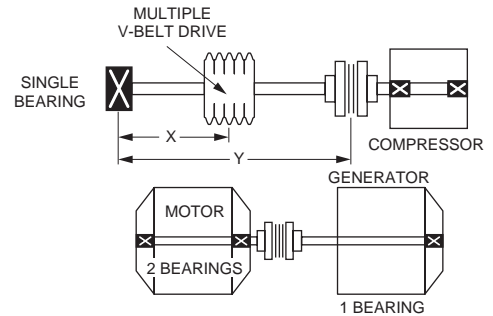 MULTIPLE
V-BELT DRIVE
SINGLE
BEARING
X
Y
COMPRESSOR
GENERATOR
MOTOR
2 BEARINGS
1 BEARING